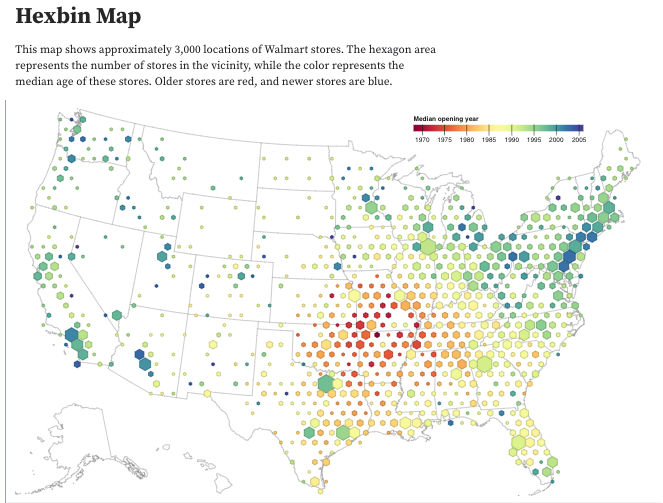 Hexbin Map
This map shows approximately 3,000 locations of Walmart stores. The hexagon area
represents the number of stores in the vicinity, while the color represents the
median age of these stores. Older stores are red, and newer stores are blue.
Median opening year
1970 1975 1980 1985 1990 1995 2000 2005